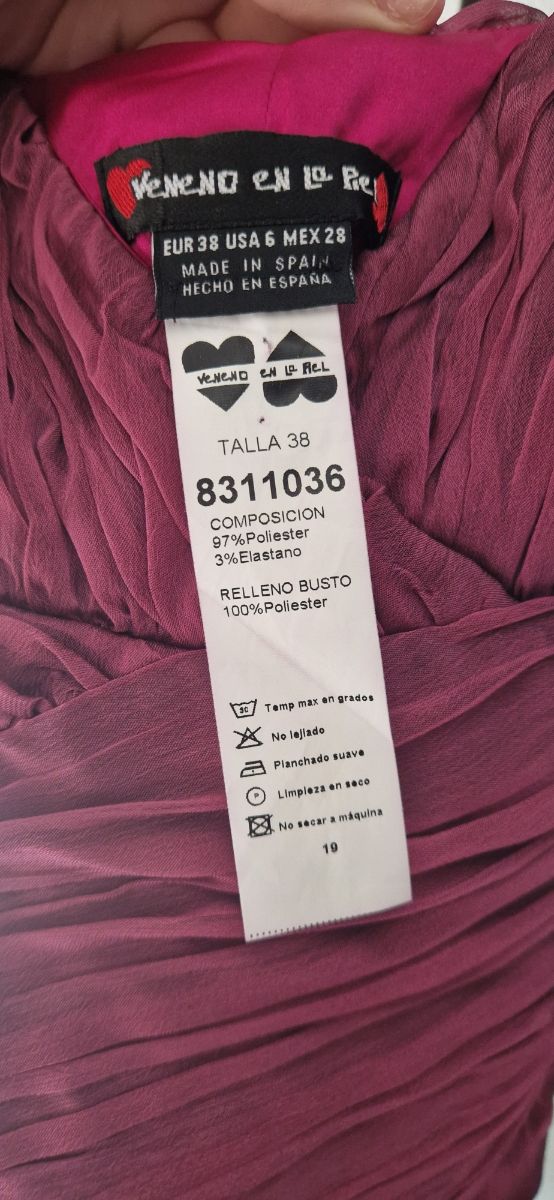 VENENO EN LA PIEL
EUR 38 USA 6 MEX 28
MADE IN SPAIN
HECHO EN ESPAÑA
VENENO EN LA PIEL
TALLA 38
8311036
COMPOSICION
97%Poliester
3%Elastano
RELLENO BUSTO
100%Poliester
30 Temp max en grados
No lejiado
Planchado suave
P Limpieza en seco
No secar a máquina
19